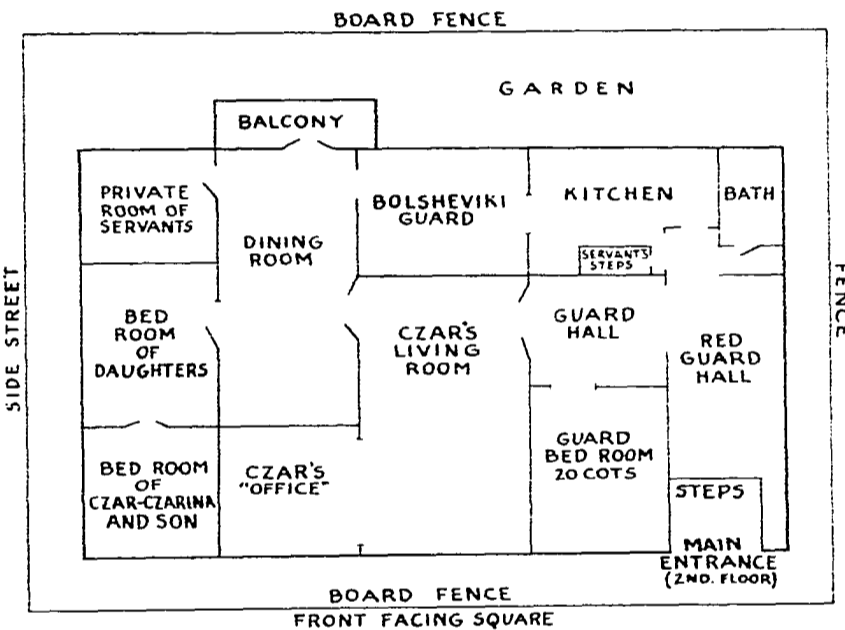 BOARD FENCE
GARDEN
BALCONY
PRIVATE
ROOM OF
SERVANTS
DINING
ROOM
BOLSHEVIKI
GUARD
KITCHEN
BATH
SERVANT'S
STEPS
SIDE STREET
FENCE
BED
ROOM
OF
DAUGHTERS
CZAR'S
LIVING
ROOM
GUARD
HALL
RED
GUARD
HALL
BED ROOM
OF
CZAR-CZARINA
AND SON
CZAR'S
"OFFICE"
GUARD
BED ROOM
20 COTS
STEPS
MAIN
ENTRANCE
(2ND. FLOOR)
BOARD FENCE
FRONT FACING SQUARE